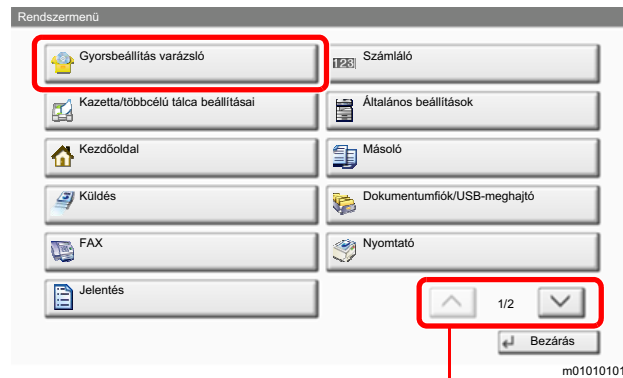 Rendszermenü
Gyorsbeállítás varázsló
123 Számláló
Kazetta/többcélú tálca beállításai
Általános beállítások
Kezdőoldal
Másoló
Küldés
Dokumentumfiók/USB-meghajtó
FAX
Nyomtató
Jelentés
1/2
Bezárás
m01010101